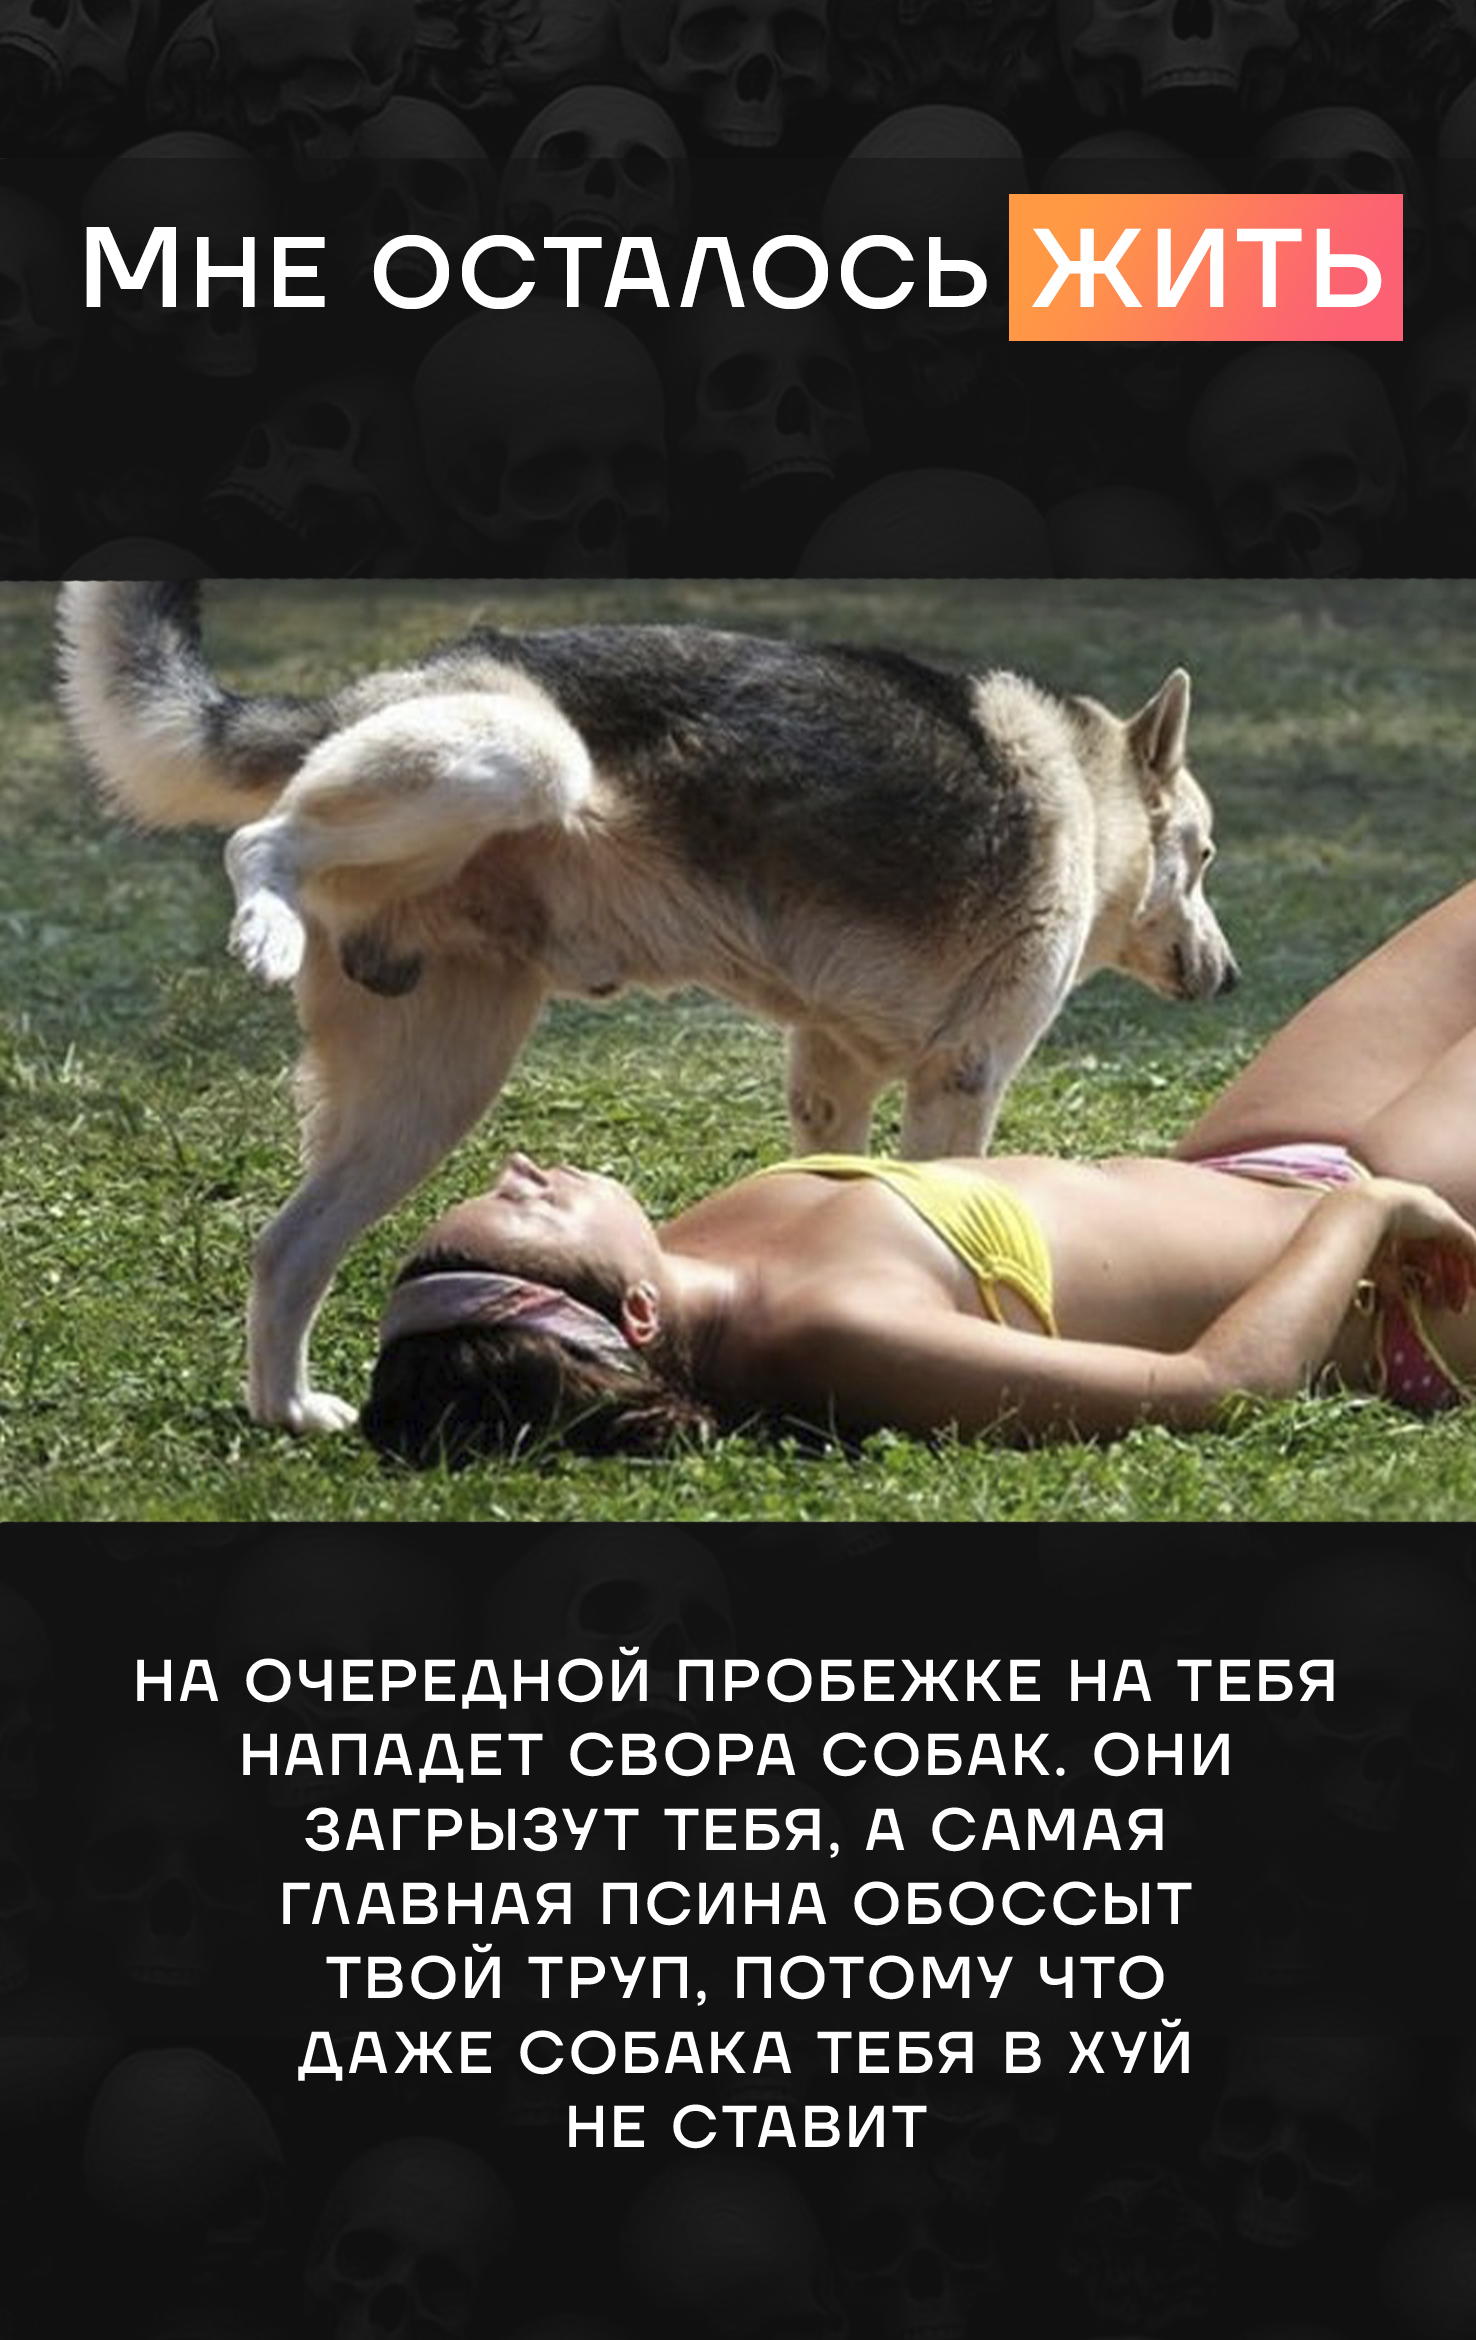 Мне осталось жить
на очередной пробежке на тебя
нападет свора собак. Они
загрызут тебя, а самая
главная псина обоссыт
твой труп, потому что
даже собака тебя в хуй
не ставит